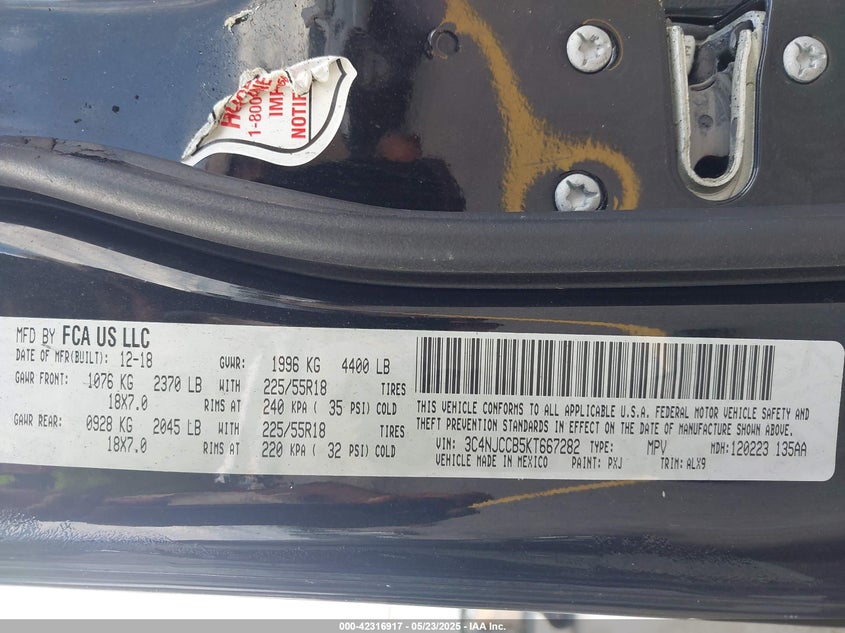 1-800
IMP
NOTIF
MFD BY FCA US LLC
DATE OF MFR(BUILT): 12-18 GVWR: 1996 KG 4400 LB
GAWR FRONT: 1076 KG 2370 LB WITH 225/55R18 TIRES
18X7.0 RIMS AT 240 KPA ( 35 PSI) COLD
GAWR REAR: 0928 KG 2045 LB WITH 225/55R18 TIRES
18X7.0 RIMS AT 220 KPA ( 32 PSI) COLD
THIS VEHICLE CONFORMS TO ALL APPLICABLE U.S.A. FEDERAL MOTOR VEHICLE SAFETY AND
THEFT PREVENTION STANDARDS IN EFFECT ON THE DATE OF MANUFACTURE SHOWN ABOVE.
VIN: 3C4NJCCB5KT667282 TYPE: MPV MDH: 120223 135AA
VEHICLE MADE IN MEXICO PAINT: PXJ TRIM: ALX9
000-42316917 — 05/23/2025 — IAA Inc.